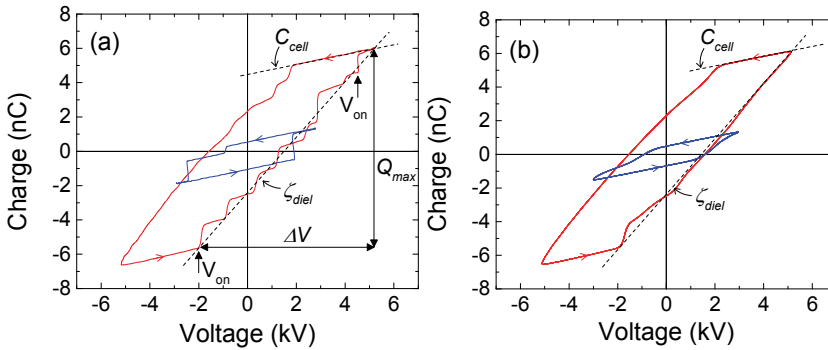 (a)
C_cell
V_on
Q_max
ζ_diel
ΔV
V_on
8
6
4
2
0
-2
-4
-6
-8
-6 -4 -2 0 2 4 6
Charge (nC)
Voltage (kV)
(b)
C_cell
ζ_diel
8
6
4
2
0
-2
-4
-6
-8
-6 -4 -2 0 2 4 6
Charge (nC)
Voltage (kV)